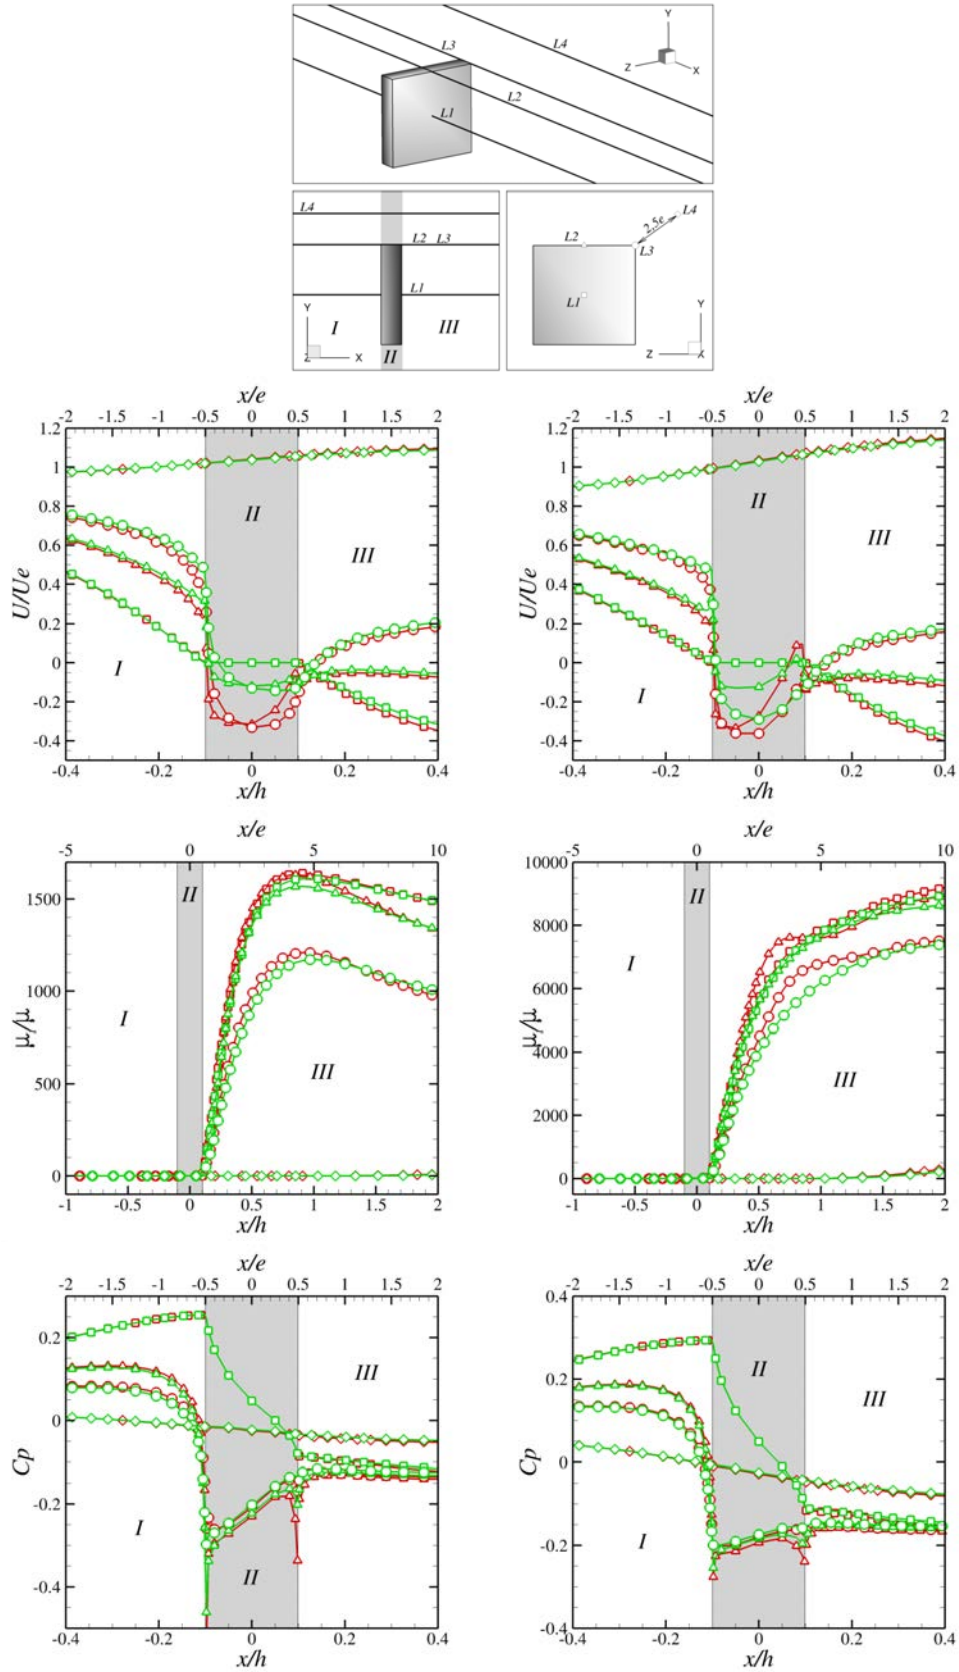 Y
Z
X
L4
L3
L2
L1
L4
L2 L3
L1
Y
Z
X
I
II
III
L4
2,5e
L2
L3
L1
Y
Z
X
x/e
-2 -1.5 -1 -0.5 0 0.5 1 1.5 2
1.2
1
0.8
0.6
0.4
0.2
0
-0.2
-0.4
U/Ue
I
II
III
-0.4 -0.2 0 0.2 0.4
x/h
x/e
-2 -1.5 -1 -0.5 0 0.5 1 1.5 2
1.2
1
0.8
0.6
0.4
0.2
0
-0.2
-0.4
U/Ue
I
II
III
-0.4 -0.2 0 0.2 0.4
x/h
x/e
-5 0 5 10
1500
1000
500
0
μt/μ
I
II
III
-1 -0.5 0 0.5 1 1.5 2
x/h
x/e
-5 0 5 10
10000
8000
6000
4000
2000
0
μt/μ
I
II
III
-1 -0.5 0 0.5 1 1.5 2
x/h
x/e
-2 -1.5 -1 -0.5 0 0.5 1 1.5 2
0.2
0
-0.2
-0.4
Cp
I
II
III
-0.4 -0.2 0 0.2 0.4
x/h
x/e
-2 -1.5 -1 -0.5 0 0.5 1 1.5 2
0.4
0.2
0
-0.2
-0.4
Cp
I
II
III
-0.4 -0.2 0 0.2 0.4
x/h